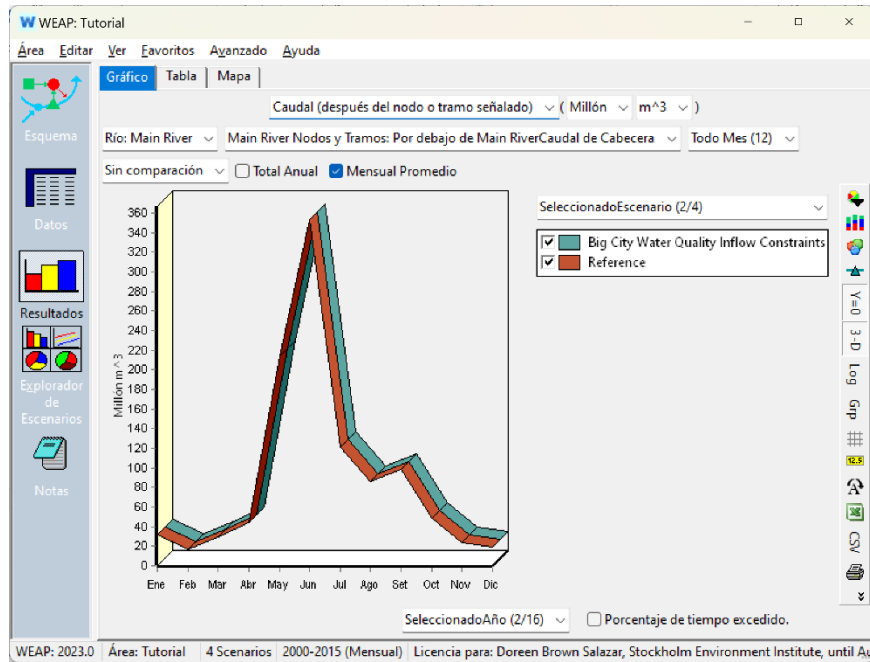 WEAP: Tutorial
Área Editar Ver Favoritos Avanzado Ayuda
Gráfico Tabla Mapa
Caudal (después del nodo o tramo señalado) ( Millón m^3 )
Río: Main River Main River Nodos y Tramos: Por debajo de Main RiverCaudal de Cabecera Todo Mes (12)
Sin comparación Total Anual Mensual Promedio
Esquema
Datos
Resultados
Explorador
de
Escenarios
Notas
SeleccionadoEscenario (2/4)
Big City Water Quality Inflow Constraints
Reference
Millon m^3
360
340
320
300
280
260
240
220
200
180
160
140
120
100
80
60
40
20
0
Ene Feb Mar Abr May Jun Jul Ago Set Oct Nov Dic
Y=0
3-D
Log
Grp
12.5
A
CSV
SeleccionadoAño (2/16) Porcentaje de tiempo excedido.
WEAP: 2023.0 Área: Tutorial 4 Scenarios 2000-2015 (Mensual) Licencia para: Doreen Brown Salazar, Stockholm Environment Institute, until